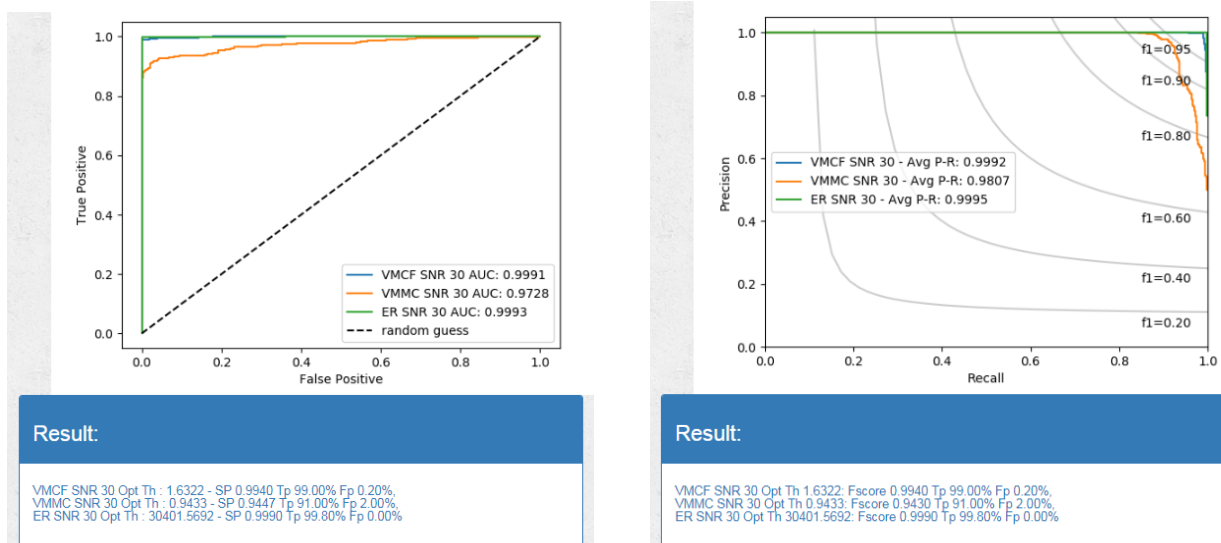 1.0
0.8
0.6
0.4
0.2
0.0
True Positive
VMCF SNR 30 AUC: 0.9991
VMMC SNR 30 AUC: 0.9728
ER SNR 30 AUC: 0.9993
random guess
0.0 0.2 0.4 0.6 0.8 1.0
False Positive
Result:
VMCF SNR 30 Opt Th : 1.6322 - SP 0.9940 Tp 99.00% Fp 0.20%,
VMMC SNR 30 Opt Th : 0.9433 - SP 0.9447 Tp 91.00% Fp 2.00%,
ER SNR 30 Opt Th : 30401.5692 - SP 0.9990 Tp 99.80% Fp 0.00%
1.0
0.8
0.6
0.4
0.2
0.0
Precision
f1=0.95
f1=0.90
f1=0.80
f1=0.60
f1=0.40
f1=0.20
VMCF SNR 30 - Avg P-R: 0.9992
VMMC SNR 30 - Avg P-R: 0.9807
ER SNR 30 - Avg P-R: 0.9995
0.0 0.2 0.4 0.6 0.8 1.0
Recall
Result:
VMCF SNR 30 Opt Th 1.6322: Fscore 0.9940 Tp 99.00% Fp 0.20%,
VMMC SNR 30 Opt Th 0.9433: Fscore 0.9430 Tp 91.00% Fp 2.00%,
ER SNR 30 Opt Th 30401.5692: Fscore 0.9990 Tp 99.80% Fp 0.00%